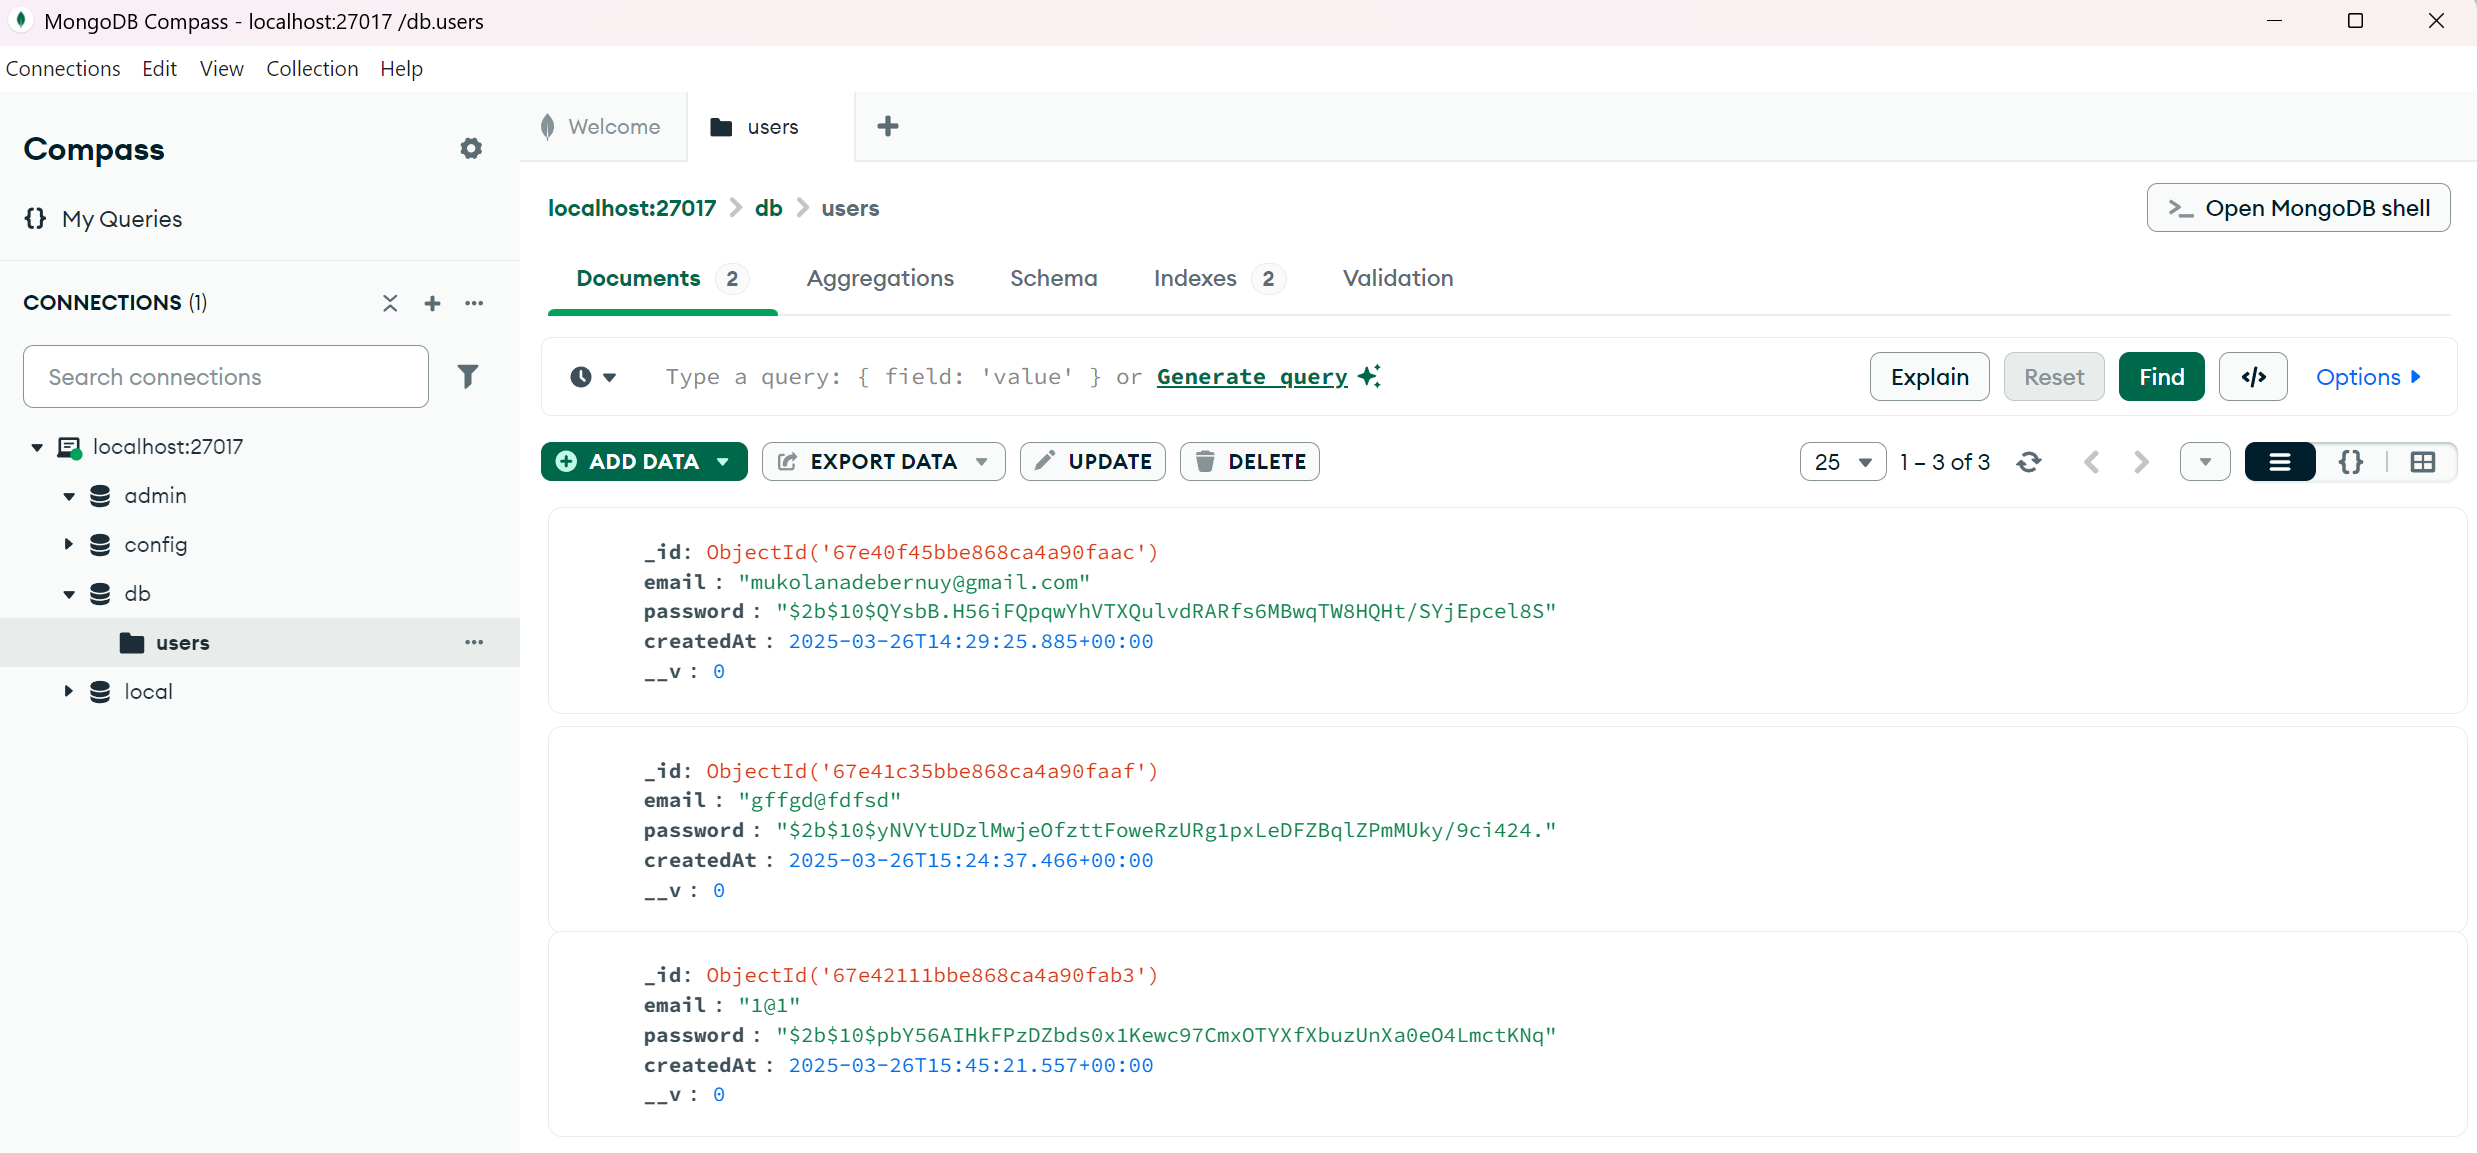 MongoDB Compass - localhost:27017 /db.users
Connections Edit View Collection Help
Compass
{} My Queries
CONNECTIONS (1)
Search connections
localhost:27017
admin
config
db
users
local
Welcome users
localhost:27017 > db > users
>_ Open MongoDB shell
Documents 2 Aggregations Schema Indexes 2 Validation
Type a query: { field: 'value' } or Generate query
Explain Reset Find </> Options
ADD DATA EXPORT DATA UPDATE DELETE
25 1 – 3 of 3 {}
_id: ObjectId('67e40f45bbe868ca4a90faac')
email : "mukolanadebernuy@gmail.com"
password : "$2b$10$QYsbB.H56iFQpqwYhVTXQulvdRARfs6MBwqTW8HQHt/SYjEpcel8S"
createdAt : 2025-03-26T14:29:25.885+00:00
__v : 0
_id: ObjectId('67e41c35bbe868ca4a90faaf')
email : "gffgd@fdfsd"
password : "$2b$10$yNVYtUDzlMwjeOfzttFoweRzURg1pxLeDFZBqlZPmMUky/9ci424."
createdAt : 2025-03-26T15:24:37.466+00:00
__v : 0
_id: ObjectId('67e42111bbe868ca4a90fab3')
email : "1@1"
password : "$2b$10$pbY56AIHkFPzDZbds0x1Kewc97CmxOTYXfXbuzUnXa0eO4LmctKNq"
createdAt : 2025-03-26T15:45:21.557+00:00
__v : 0